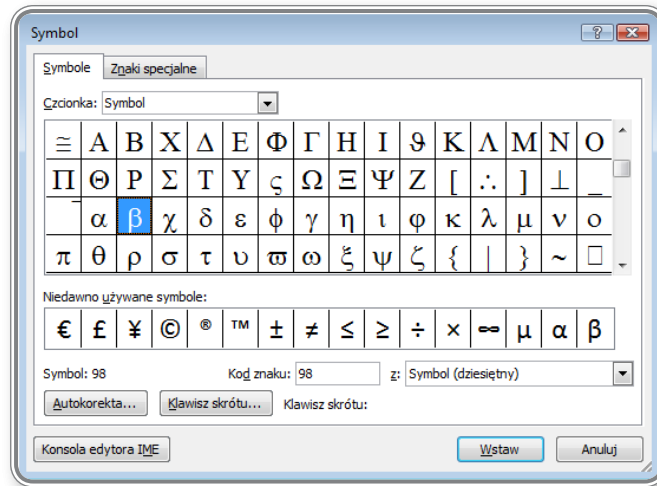 Symbol
Symbole Znaki specjalne
Czcionka: Symbol
≅ Α Β Χ Δ Ε Φ Γ Η Ι ϑ Κ Λ Μ Ν Ο
Π Θ Ρ Σ Τ Υ ς Ω Ξ Ψ Ζ [ ∴ ] ⊥ _
‾ α β χ δ ε φ γ η ι ϕ κ λ μ ν ο
π θ ρ σ τ υ ϖ ω ξ ψ ζ { | } ~ □
Niedawno używane symbole:
€ £ ¥ © ® ™ ± ≠ ≤ ≥ ÷ × ∞ µ α β
Symbol: 98 Kod znaku: 98 z: Symbol (dziesiętny)
Autokorekta... Klawisz skrótu... Klawisz skrótu:
Konsola edytora IME Wstaw Anuluj